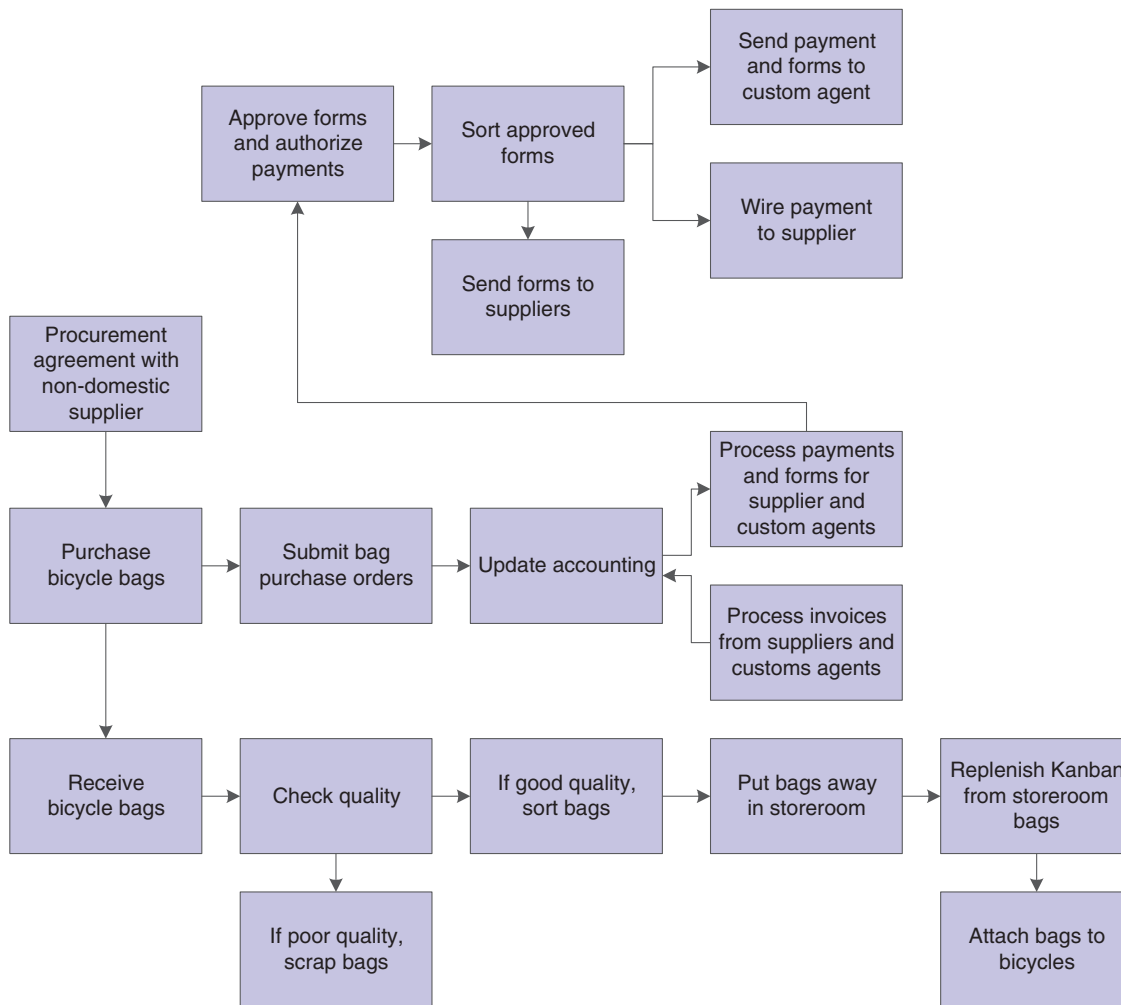 Send payment
and forms to
custom agent
Approve forms
and authorize
payments
Sort approved
forms
Wire payment
to supplier
Send forms to
suppliers
Procurement
agreement with
non-domestic
supplier
Process payments
and forms for
supplier and
custom agents
Purchase
bicycle bags
Submit bag
purchase orders
Update accounting
Process invoices
from suppliers and
customs agents
Receive
bicycle bags
Check quality
If good quality,
sort bags
Put bags away
in storeroom
Replenish Kanban
from storeroom
bags
If poor quality,
scrap bags
Attach bags to
bicycles